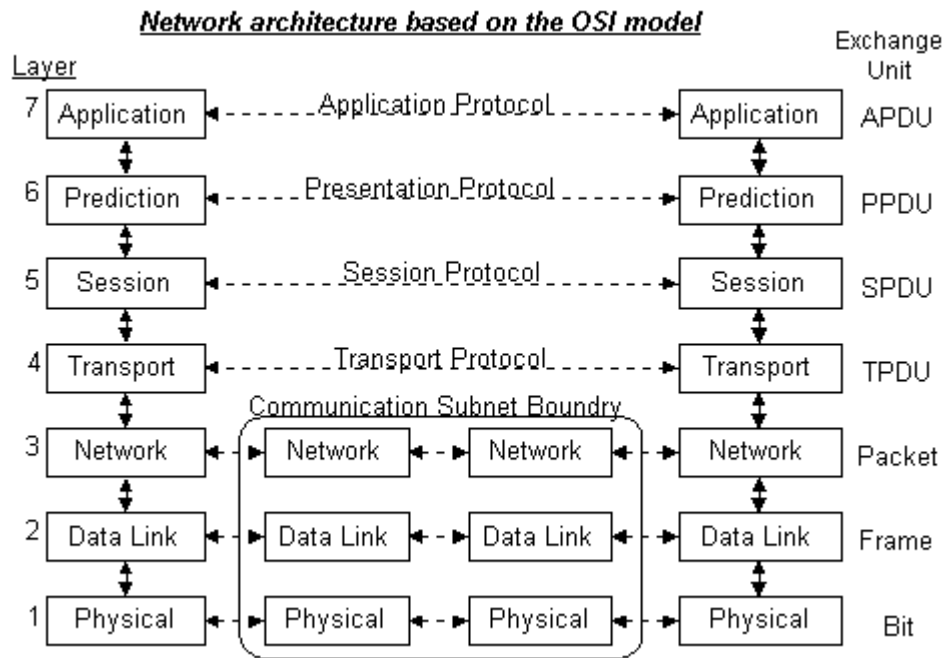 Network architecture based on the OSI model
Exchange
Unit
Layer
7 Application Application Protocol Application APDU
6 Prediction Presentation Protocol Prediction PPDU
5 Session Session Protocol Session SPDU
4 Transport Transport Protocol Transport TPDU
Communication Subnet Boundry
3 Network Network Network Network Packet
2 Data Link Data Link Data Link Data Link Frame
1 Physical Physical Physical Physical Bit